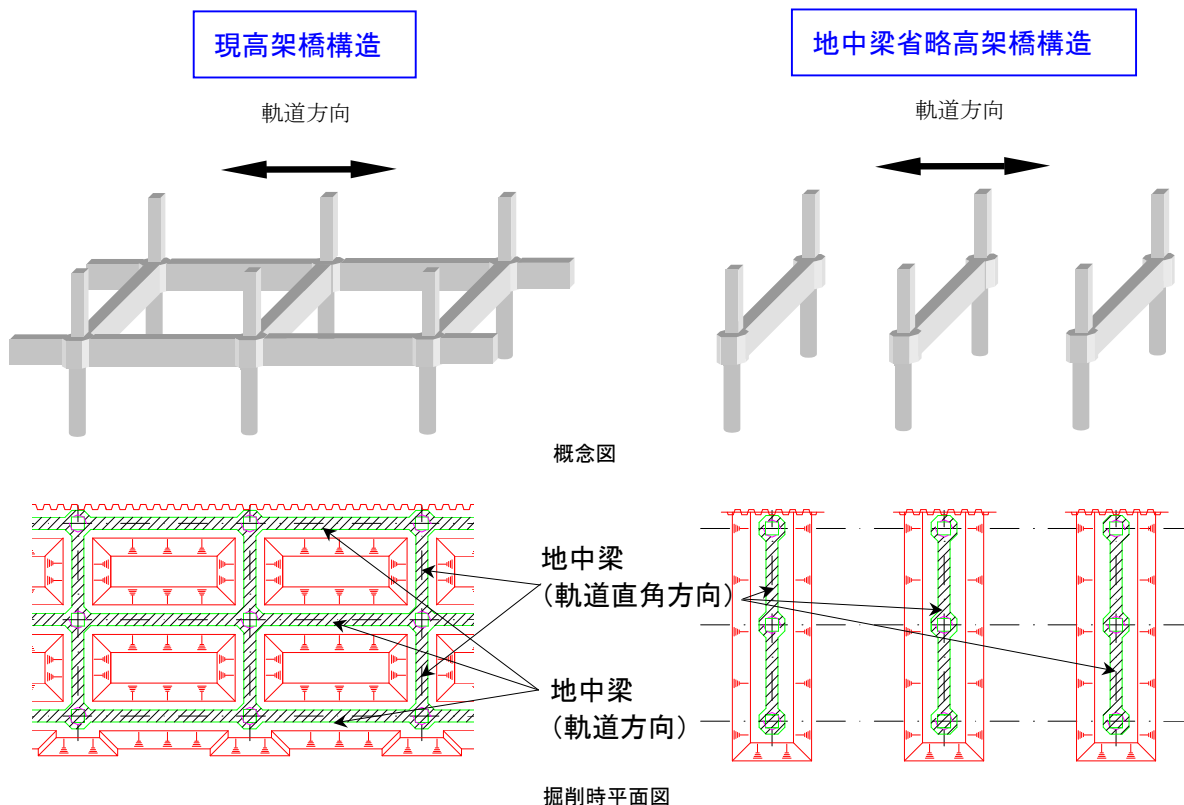 現高架橋構造
地中梁省略高架橋構造
軌道方向
軌道方向
概念図
地中梁
（軌道直角方向）
地中梁
（軌道方向）
掘削時平面図